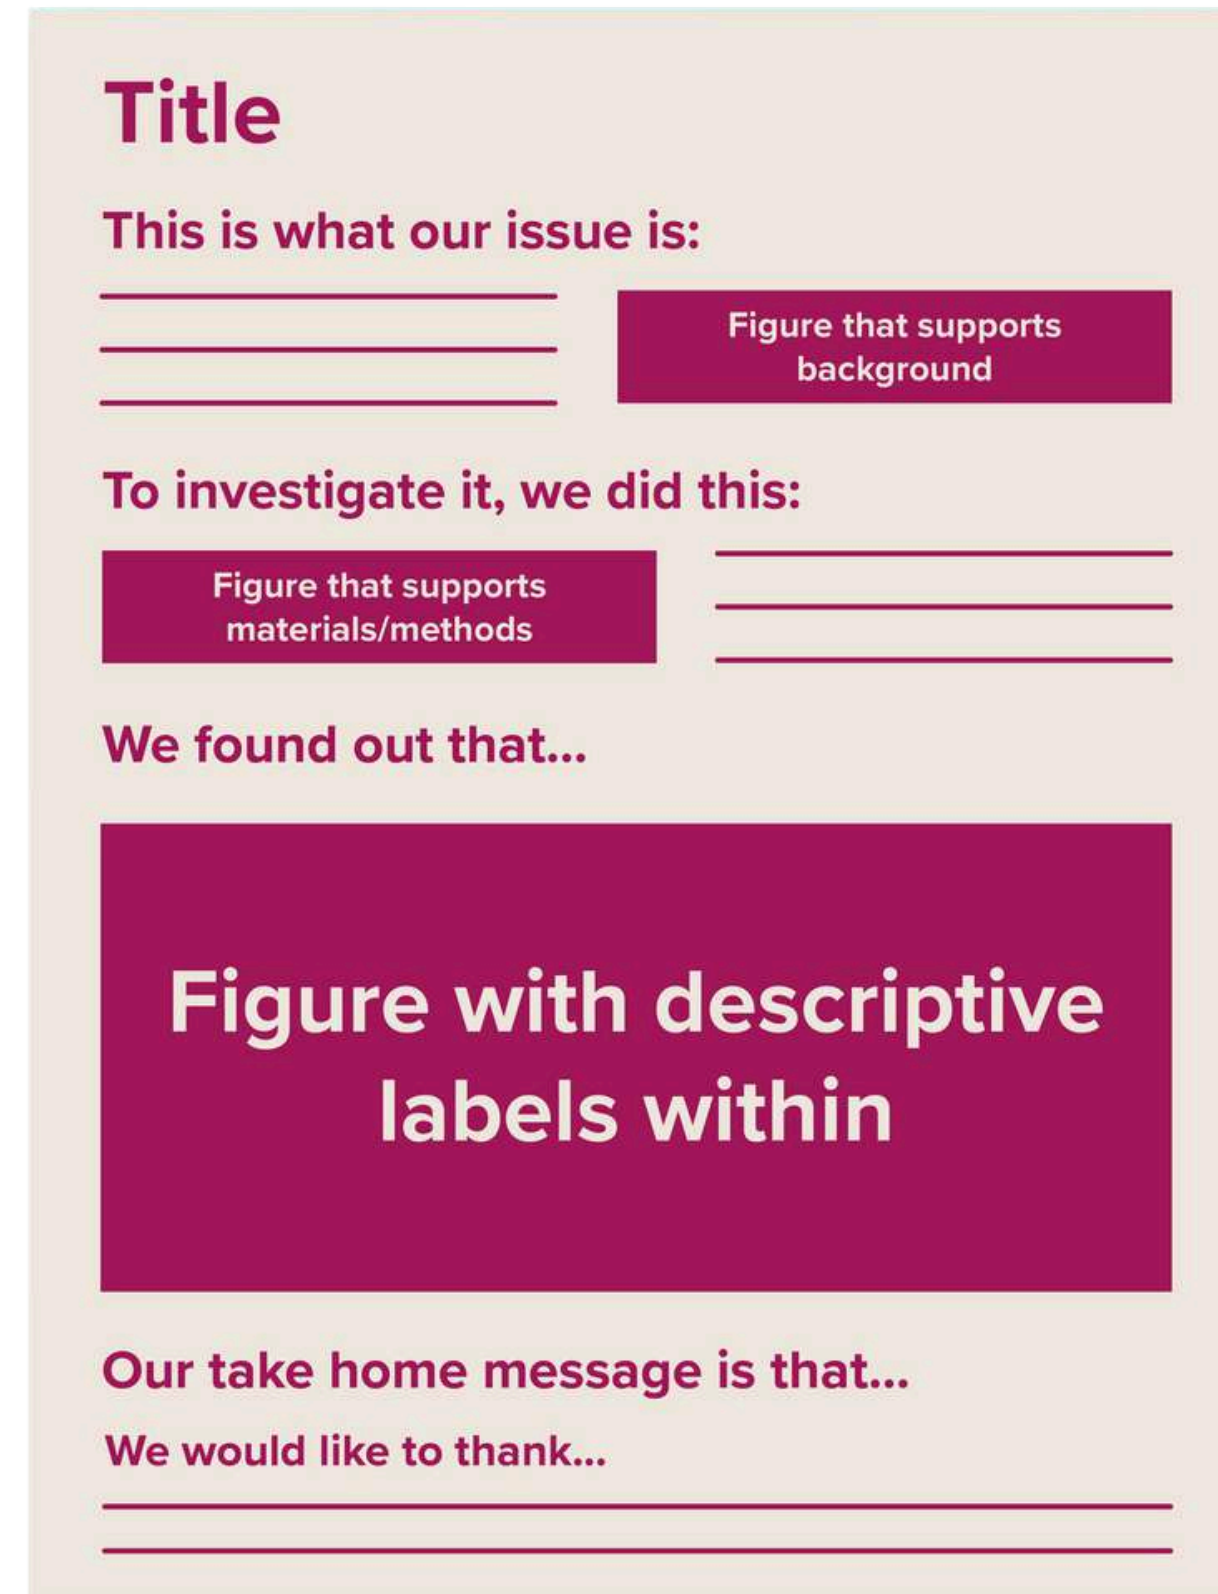 Title
This is what our issue is:
Figure that supports
background
To investigate it, we did this:
Figure that supports
materials/methods
We found out that...
Figure with descriptive
labels within
Our take home message is that...
We would like to thank...